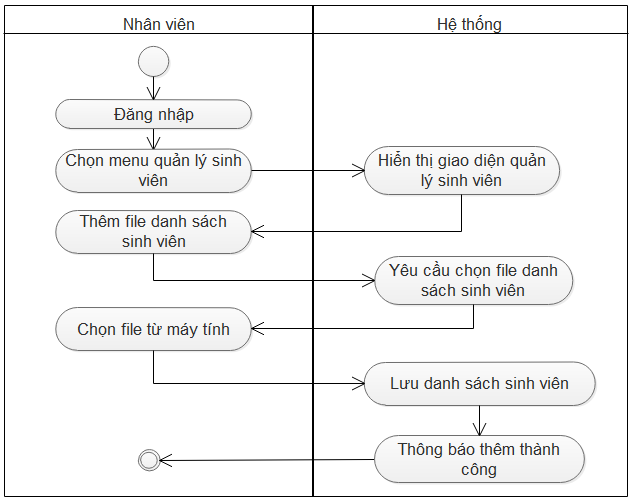 Nhân viên
Hệ thống
Đăng nhập
Chọn menu quản lý sinh
viên
Hiển thị giao diện quản
lý sinh viên
Thêm file danh sách
sinh viên
Yêu cầu chọn file danh
sách sinh viên
Chọn file từ máy tính
Lưu danh sách sinh viên
Thông báo thêm thành
công